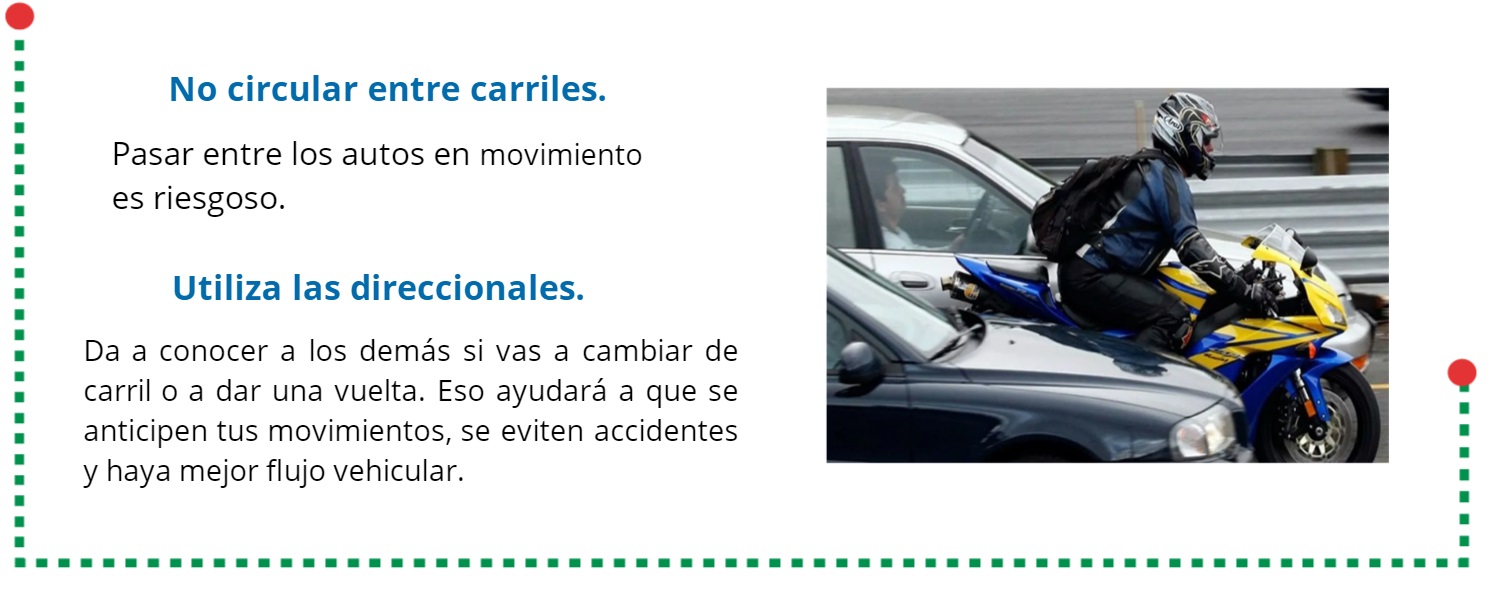 No circular entre carriles.
Pasar entre los autos en movimiento
es riesgoso.
Utiliza las direccionales.
Da a conocer a los demás si vas a cambiar de
carril o a dar una vuelta. Eso ayudará a que se
anticipen tus movimientos, se eviten accidentes
y haya mejor flujo vehicular.